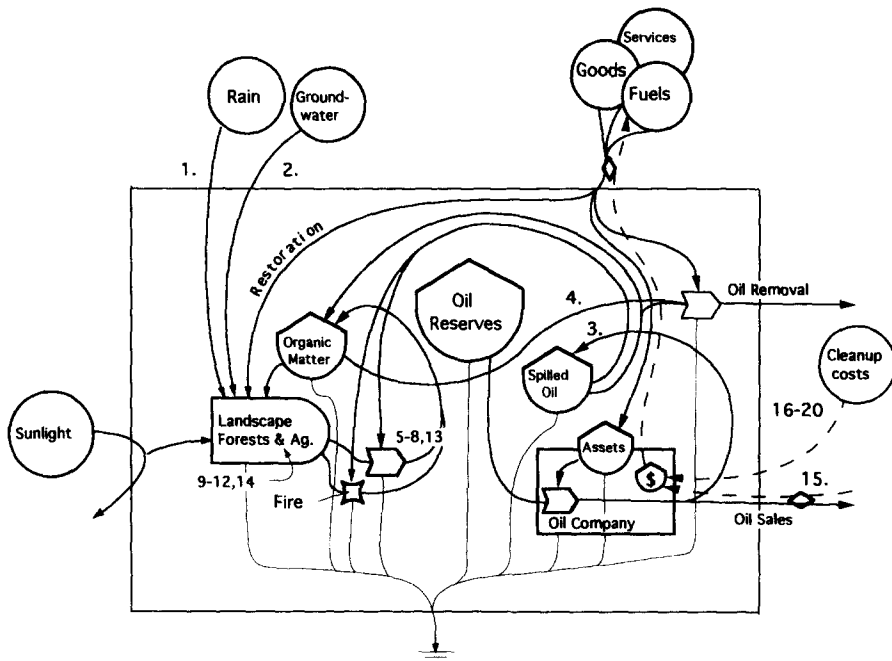 Services
Goods
Fuels
Rain
Ground-
water
1.
2.
Restoration
Oil
Reserves
4.
Oil Removal
3.
Organic
Matter
Spilled
Oil
Cleanup
costs
Sunlight
Landscape
Forests & Ag.
5-8,13
Assets
16-20
9-12,14
Fire
$
15.
Oil Company
Oil Sales